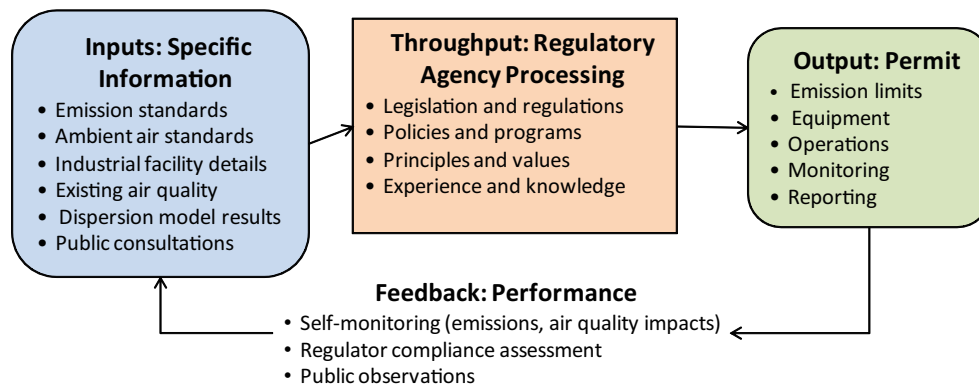 Inputs: Specific
Information
• Emission standards
• Ambient air standards
• Industrial facility details
• Existing air quality
• Dispersion model results
• Public consultations
Throughput: Regulatory
Agency Processing
• Legislation and regulations
• Policies and programs
• Principles and values
• Experience and knowledge
Output: Permit
• Emission limits
• Equipment
• Operations
• Monitoring
• Reporting
Feedback: Performance
• Self-monitoring (emissions, air quality impacts)
• Regulator compliance assessment
• Public observations